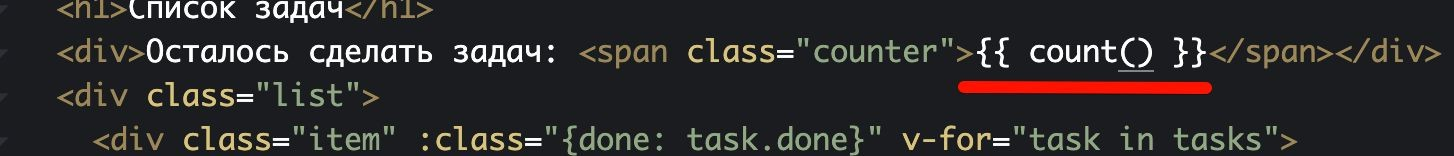 <h1>Список задач</h1>
<div>Осталось сделать задач: <span class="counter">{{ count() }}</span></div>
<div class="list">
<div class="item" :class="{done: task.done}" v-for="task in tasks">